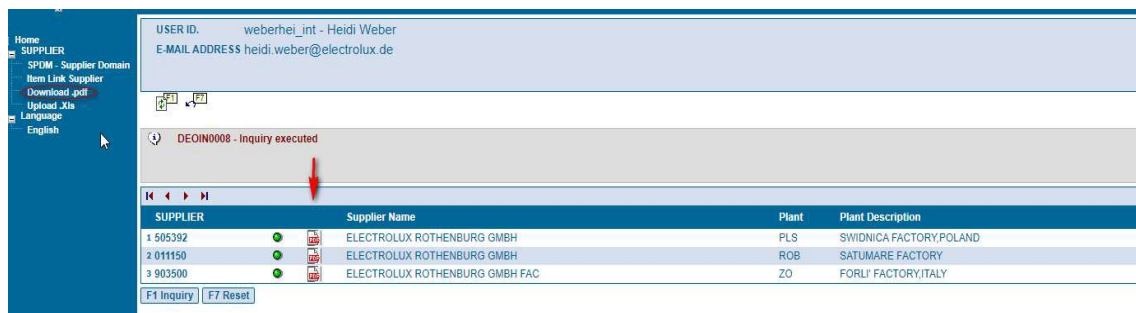 Home
SUPPLIER
SPDM - Supplier Domain
Item Link Supplier
Download .pdf
Upload .Xls
Language
English
USER ID. weberhei_int - Heidi Weber
E-MAIL ADDRESS heidi.weber@electrolux.de
F1 F7
DEOIN0008 - Inquiry executed
SUPPLIER Supplier Name Plant Plant Description
1 505392 ELECTROLUX ROTHENBURG GMBH PLS SWIDNICA FACTORY,POLAND
2 011150 ELECTROLUX ROTHENBURG GMBH ROB SATUMARE FACTORY
3 903500 ELECTROLUX ROTHENBURG GMBH FAC ZO FORLI' FACTORY,ITALY
F1 Inquiry F7 Reset